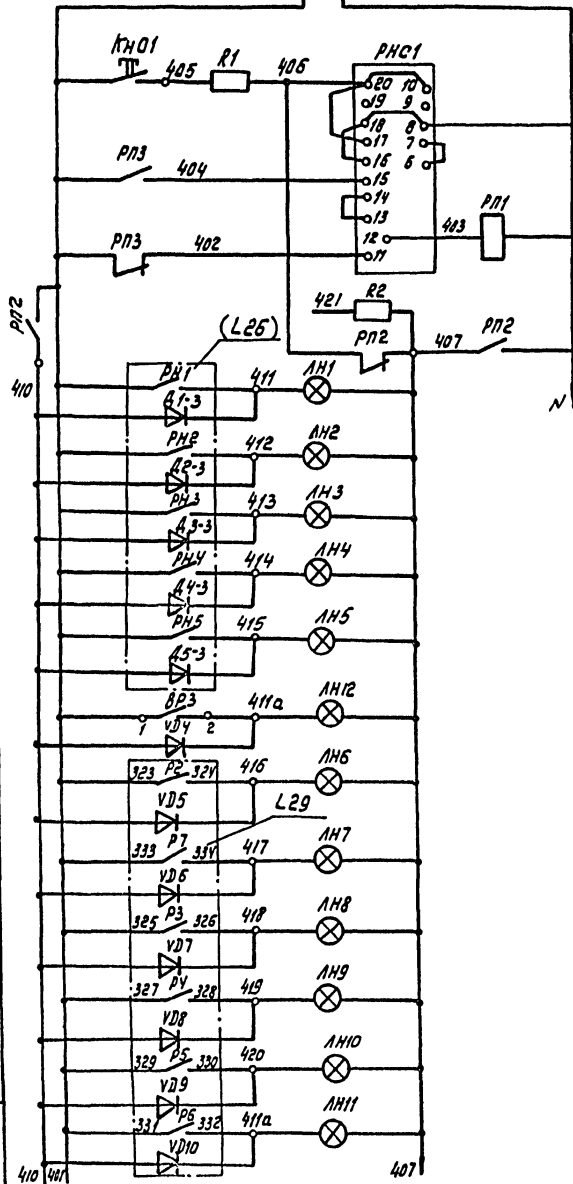 КНО1 405 R1 406 РНС1
20 10
19 9
18 8
17 7
16 6
РП3 404 15
14
13
12 403 РП1
РП3 402 11
421 R2
РП2 РП2 407 РП2
(L26)
410 N
РН1 411 ЛН1
Д1-3
РН2 412 ЛН2
Д2-3
РН3 413 ЛН3
Д3-3
РН4 414 ЛН4
Д4-3
РН5 415 ЛН5
Д5-3
ВР3 411а ЛН12
1 2
VD4
323 Р2 324 416 ЛН6
L29
VD5
333 Р7 334 417 ЛН7
VD6
325 Р3 326 418 ЛН8
VD7
327 Р4 328 419 ЛН9
VD8
329 Р5 330 420 ЛН10
VD9
331 Р6 332 411а ЛН11
VD10
410 401 407